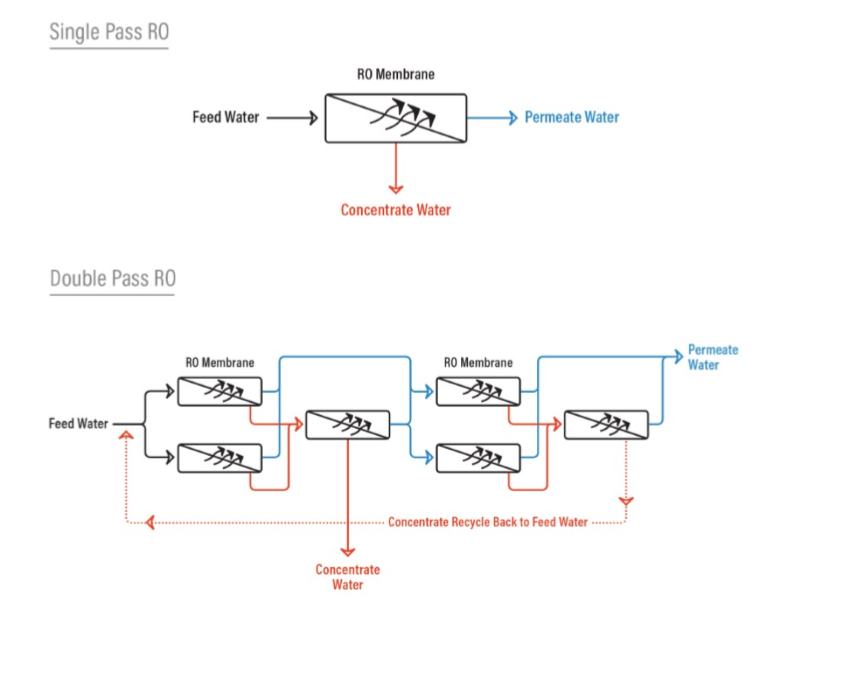 Single Pass RO
RO Membrane
Feed Water
Permeate Water
Concentrate Water
Double Pass RO
RO Membrane
RO Membrane
Permeate
Water
Feed Water
Concentrate Recycle Back to Feed Water
Concentrate
Water